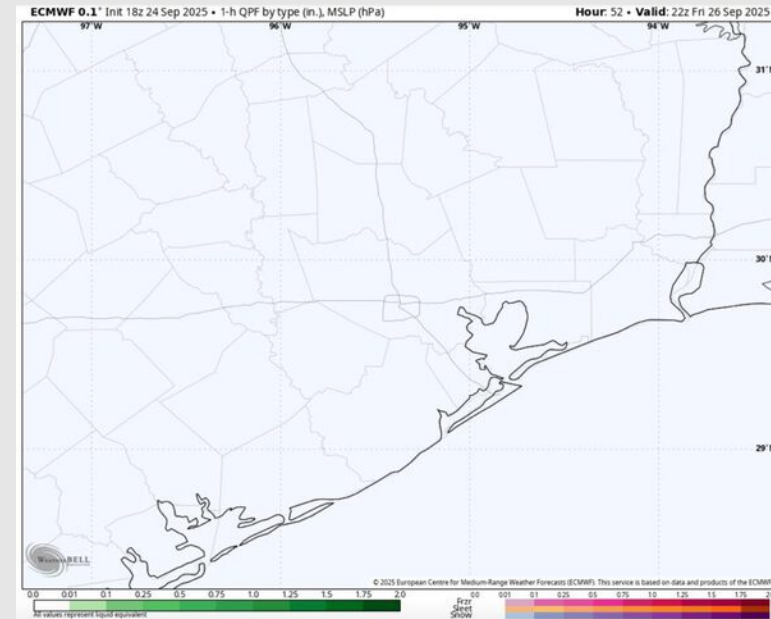 ECMWF 0.1° Init 18z 24 Sep 2025 • 1-h QPF by type (in.), MSLP (hPa) Hour: 52 • Valid: 22z Fri 26 Sep 2025
97°W 96°W 95°W 94°W
31°
30°
29°
WeatherBELL
© 2025 European Centre for Medium-Range Weather Forecasts (ECMWF). This service is based on data and products of the ECMWF
0.0 0.01 0.1 0.25 0.5 0.75 1.00 1.25 1.5 1.75 2.0
0.0 0.01 0.1 0.25 0.5 0.75 1.0 1.25 1.5 1.75
All values represent liquid equivalent
Frzr
Sleet
Snow